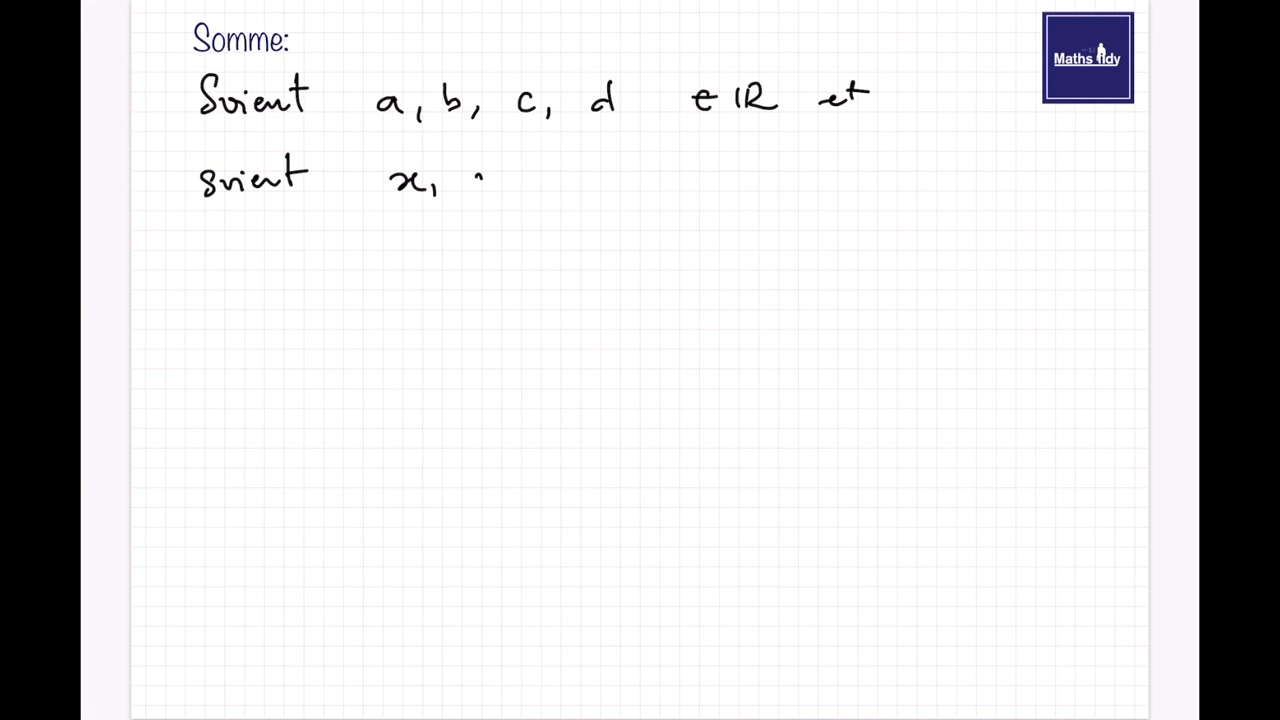 Somme:
Soient a, b, c, d ∈ ℝ et
soient x,
Maths Tidy